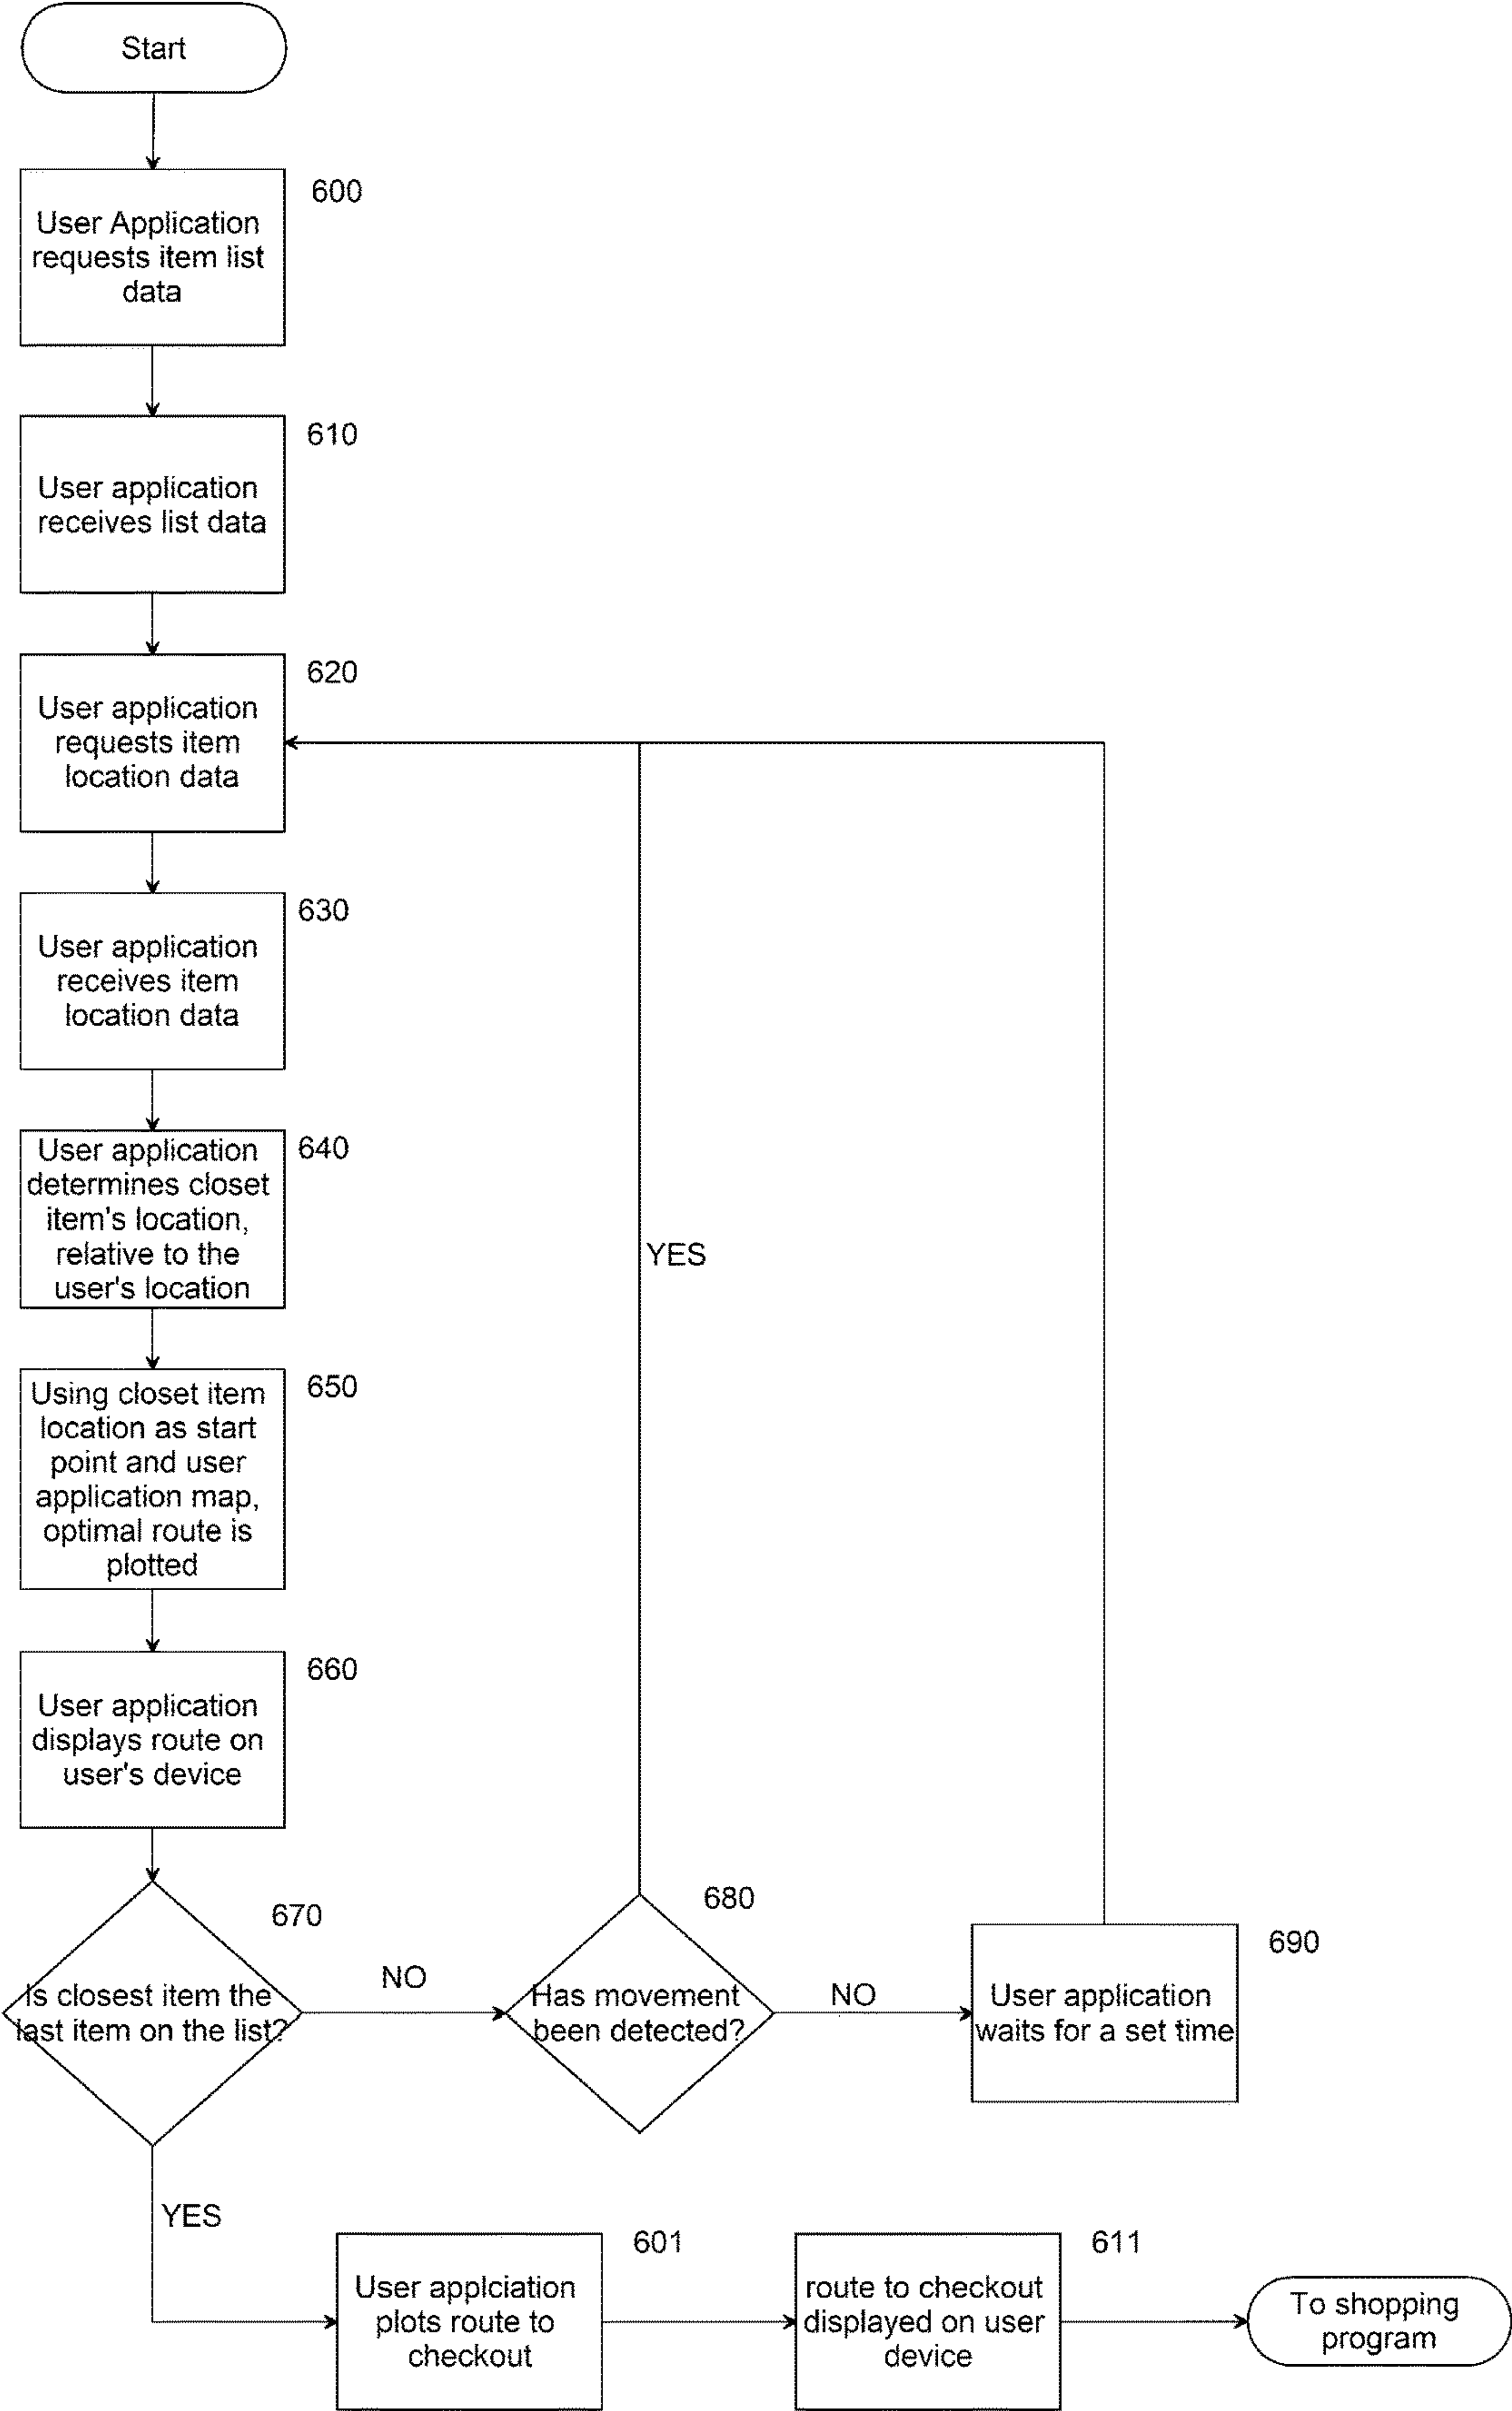 Start
600
User Application
requests item list
data
610
User application
receives list data
620
User application
requests item
location data
630
User application
receives item
location data
640
User application
determines closet
item's location,
relative to the
user's location
YES
650
Using closet item
location as start
point and user
application map,
optimal route is
plotted
660
User application
displays route on
user's device
670
Is closest item the
last item on the list?
NO
680
Has movement
been detected?
NO
690
User application
waits for a set time
YES
601
User applciation
plots route to
checkout
611
route to checkout
displayed on user
device
To shopping
program